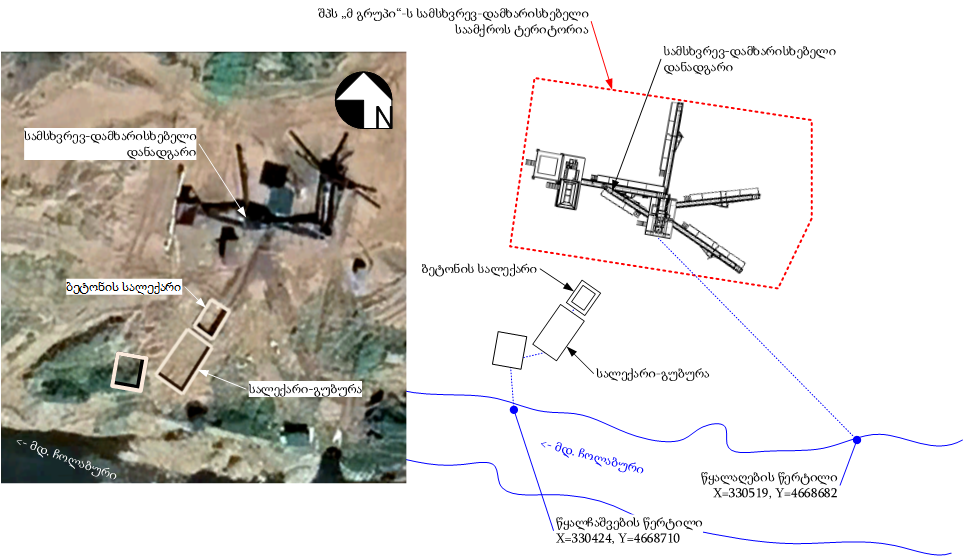 შპს „მ გრუპი“-ს სამსხვრევ-დამხარისხებელი
საამქროს ტერიტორია
სამსხვრევ-დამხარისხებელი
დანადგარი
N
სამსხვრევ-დამხარისხებელი
დანადგარი
ბეტონის სალექარი
ბეტონის სალექარი
სალექარი-გუბურა
სალექარი-გუბურა
<- მდ. ჩოლაბური
<- მდ. ჩოლაბური
წყალაღების წერტილი
X=330519, Y=4668682
წყალჩაშვების წერტილი
X=330424, Y=4668710